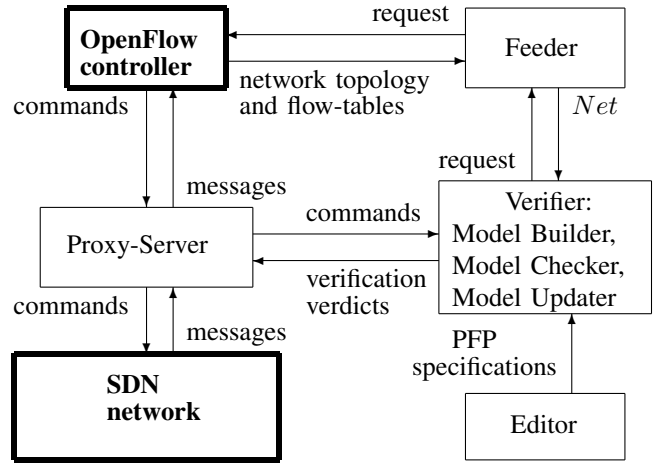 request
OpenFlow
controller
Feeder
network topology
and flow-tables
commands
Net
request
messages
Verifier:
Model Builder,
Model Checker,
Model Updater
commands
Proxy-Server
verification
verdicts
commands
messages
PFP
specifications
SDN
network
Editor